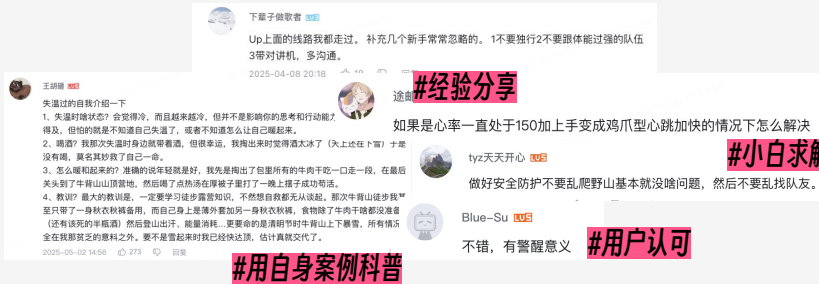 下辈子做歌者 LV5
Up上面的线路我都走过。 补充几个新手常常忽略的。 1不要独行2不要跟体能过强的队伍
3带对讲机，多沟通。
2025-04-08 20:18
#经验分享
王胡硼 LV5
失温过的自我介绍一下
1、失温时啥状态？会觉得冷，而且越来越冷，但并不是影响你的思考和行动能力
得及，但怕的就是不知道自己失温了，或者不知道怎么让自己暖起来。
2、喝酒？我那次失温时身边就带着酒，但很幸运，我掏出来时觉得酒太冰了（天上还在下雪）于是
没有喝，莫名其妙救了自己一命。
3、怎么暖和起来的？准确的说年轻就是好，我先是掏出了包里所有的牛肉干吃一口走一段，在最后
关头到了牛背山山顶营地，然后喝了点热汤在厚被子里打了一晚上摆子成功苟活。
4、教训？最大的教训是，一定要学习徒步露营知识，不然想自救都无从谈起。那次牛背山徒步我甚
至只带了一身秋衣秋裤备用，而自己身上是薄外套加另一身秋衣秋裤，食物除了牛肉干啥都没准备
（还有该死的半瓶酒）然后登山出汗、能量消耗...更要命的是清明节时牛背山上下暴雪，所有情况
全在我那贫乏的意料之外。要不是雪起来时我已经快达顶，估计真就交代了。
2025-05-02 14:56 273 回复
#用自身案例科普
途邮
如果是心率一直处于150加上手变成鸡爪型心跳加快的情况下怎么解决
#小白求解
tyz天天开心 LV5
做好安全防护不要乱爬野山基本就没啥问题，然后不要乱找队友。
Blue-Su LV5
不错，有警醒意义
#用户认可